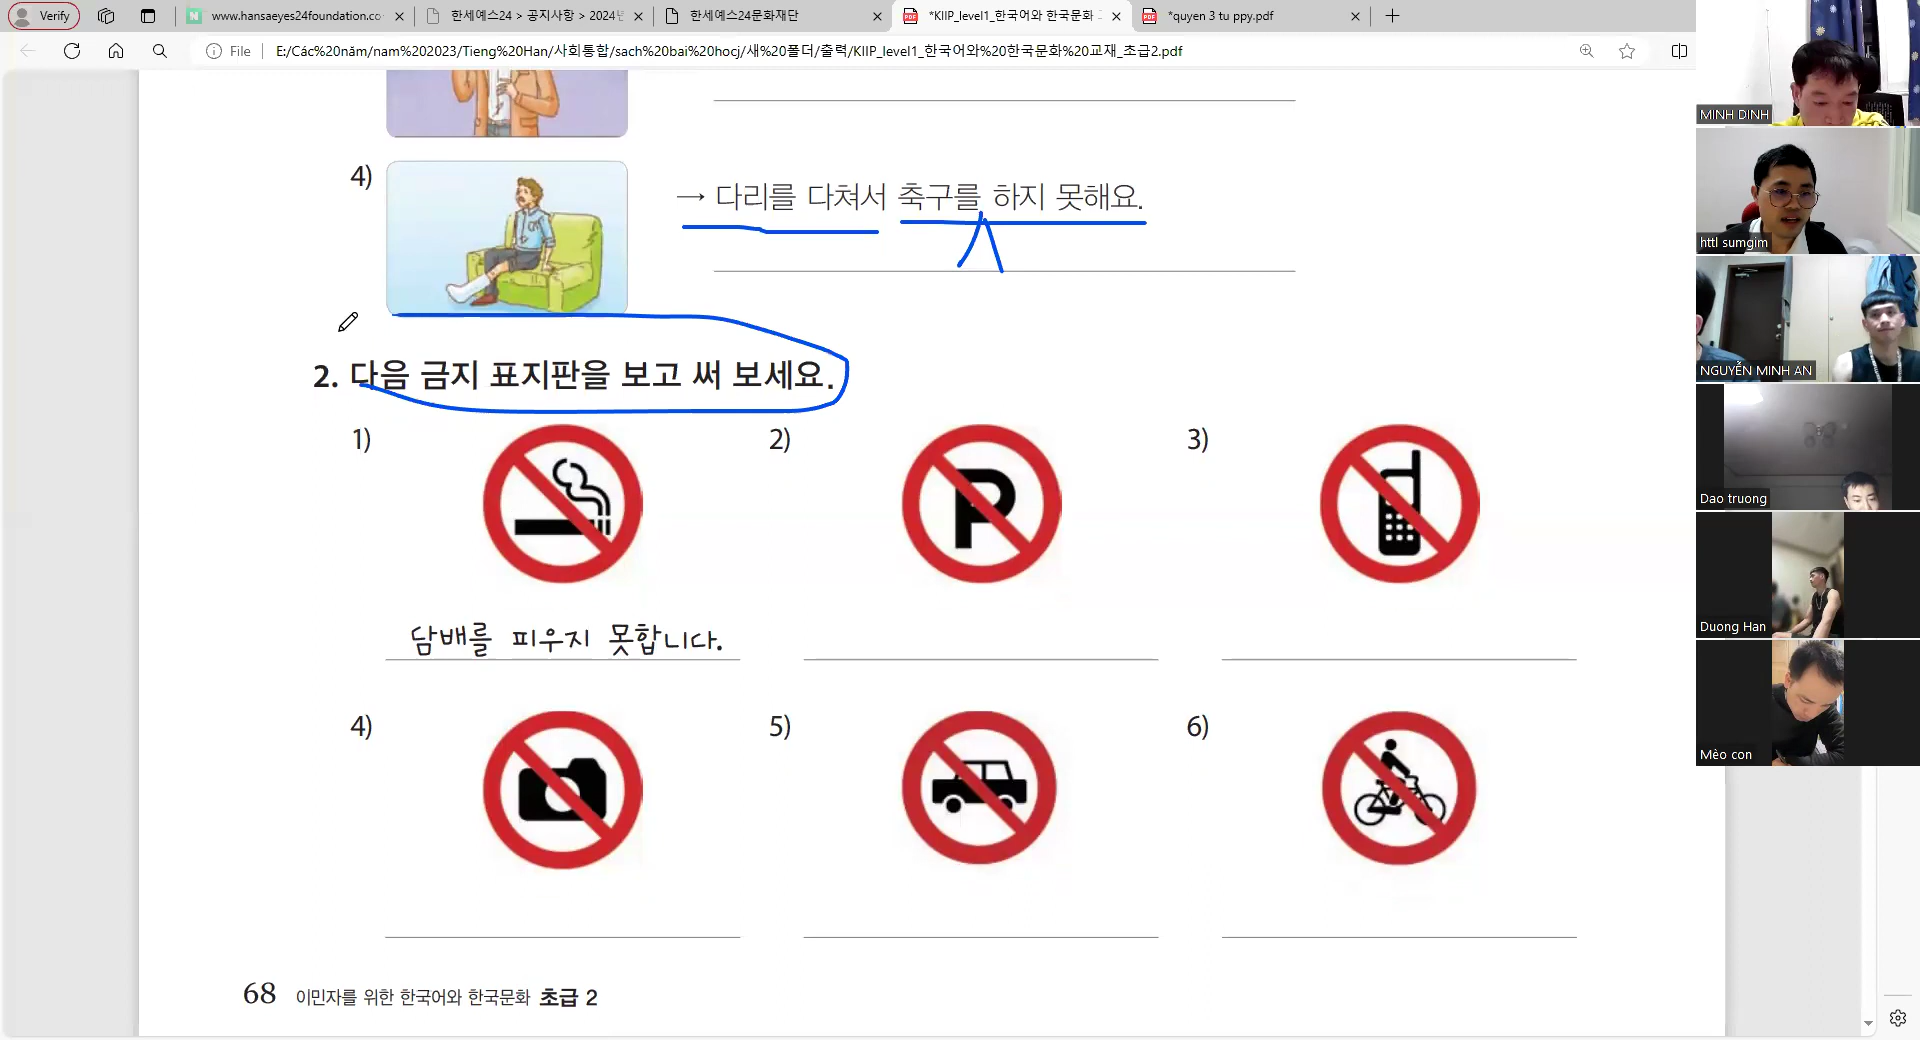 Verify
www.hansaeyes24foundation.co
한세예스24 > 공지사항 > 2024년
한세예스24문화재단
*KIIP_level1_한국어와 한국문화
*quyen 3 tu ppy.pdf
File
E:/Các%20năm/nam%202023/Tieng%20Han/사회통합/sach%20bai%20hocj/새%20폴더/출력/KIIP_level1_한국어와%20한국문화%20교재_초급2.pdf
4)
→ 다리를 다쳐서 축구를 하지 못해요.
2. 다음 금지 표지판을 보고 써 보세요.
1)
2)
P
3)
담배를 피우지 못합니다.
4)
5)
6)
68 이민자를 위한 한국어와 한국문화 초급 2
MINH DINH
httl sumgim
NGUYỄN MINH AN
Dao truong
Duong Han
Mèo con